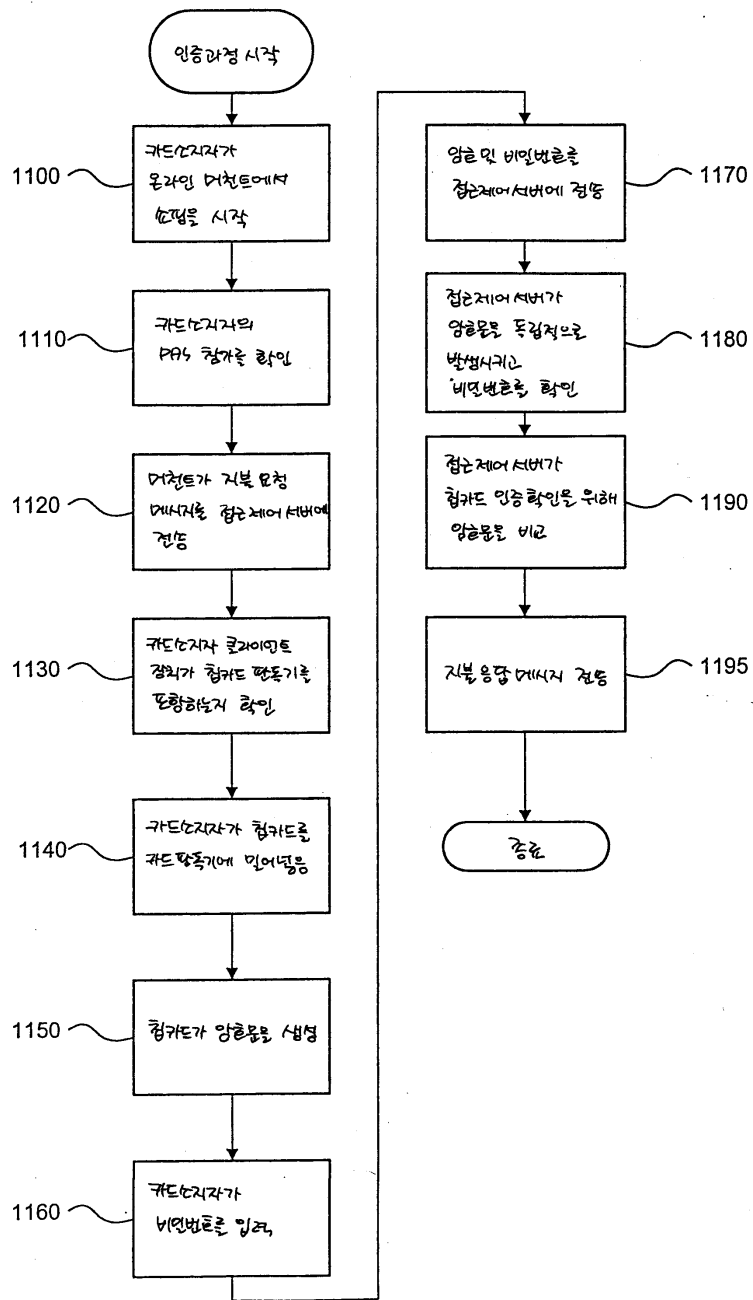 인증과정 시작
1100
카드소지자가
온라인 머천트에서
쇼핑을 시작
1110
카드소지자의
PAS 참가를 확인
1120
머천트가 지불 요청
메시지를 접근제어 서버에
전송
1130
카드소지자 클라이언트
장치가 칩카드 판독기를
포함하는지 확인
1140
카드소지자가 칩카드를
카드판독기에 밀어넣음
1150
칩카드가 암호문을 생성
1160
카드소지자가
비밀번호를 입력
암호 및 비밀번호를
접근제어 서버에 전송
1170
접근제어 서버가
암호문을 독립적으로
발생시키고
비밀번호를 확인
1180
접근제어 서버가
칩카드 인증확인을 위해
암호문을 비교
1190
지불 응답 메시지 전송
1195
종료